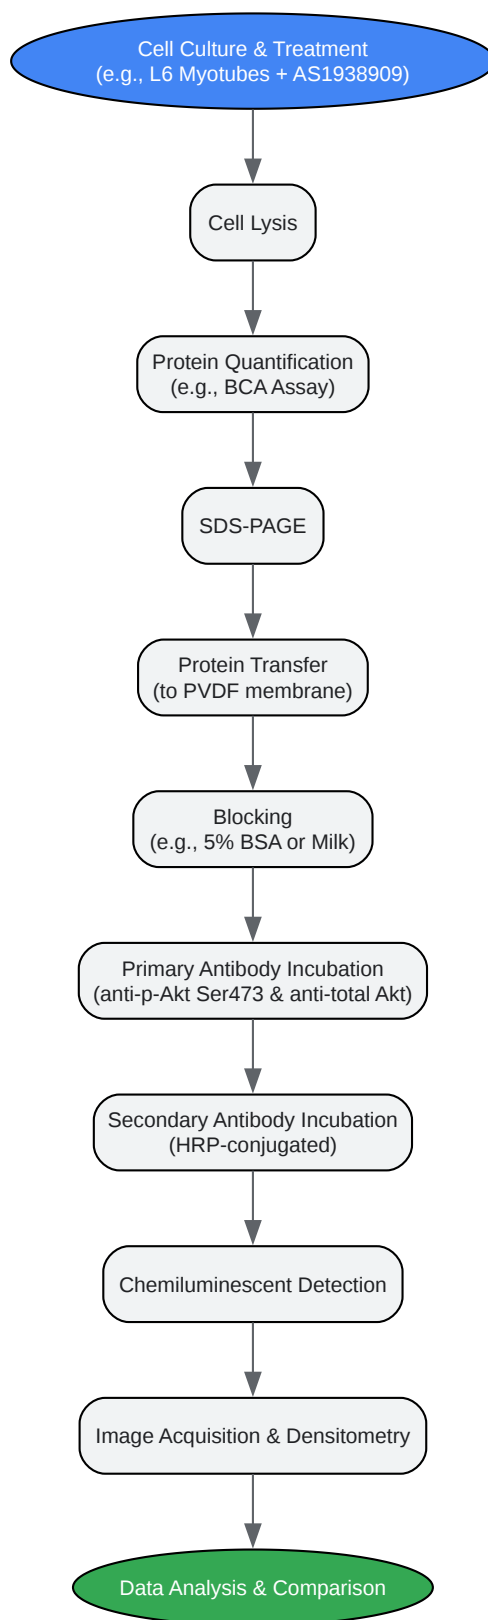 Cell Culture & Treatment
(e.g., L6 Myotubes + AS1938909)
Cell Lysis
Protein Quantification
(e.g., BCA Assay)
SDS-PAGE
Protein Transfer
(to PVDF membrane)
Blocking
(e.g., 5% BSA or Milk)
Primary Antibody Incubation
(anti-p-Akt Ser473 & anti-total Akt)
Secondary Antibody Incubation
(HRP-conjugated)
Chemiluminescent Detection
Image Acquisition & Densitometry
Data Analysis & Comparison